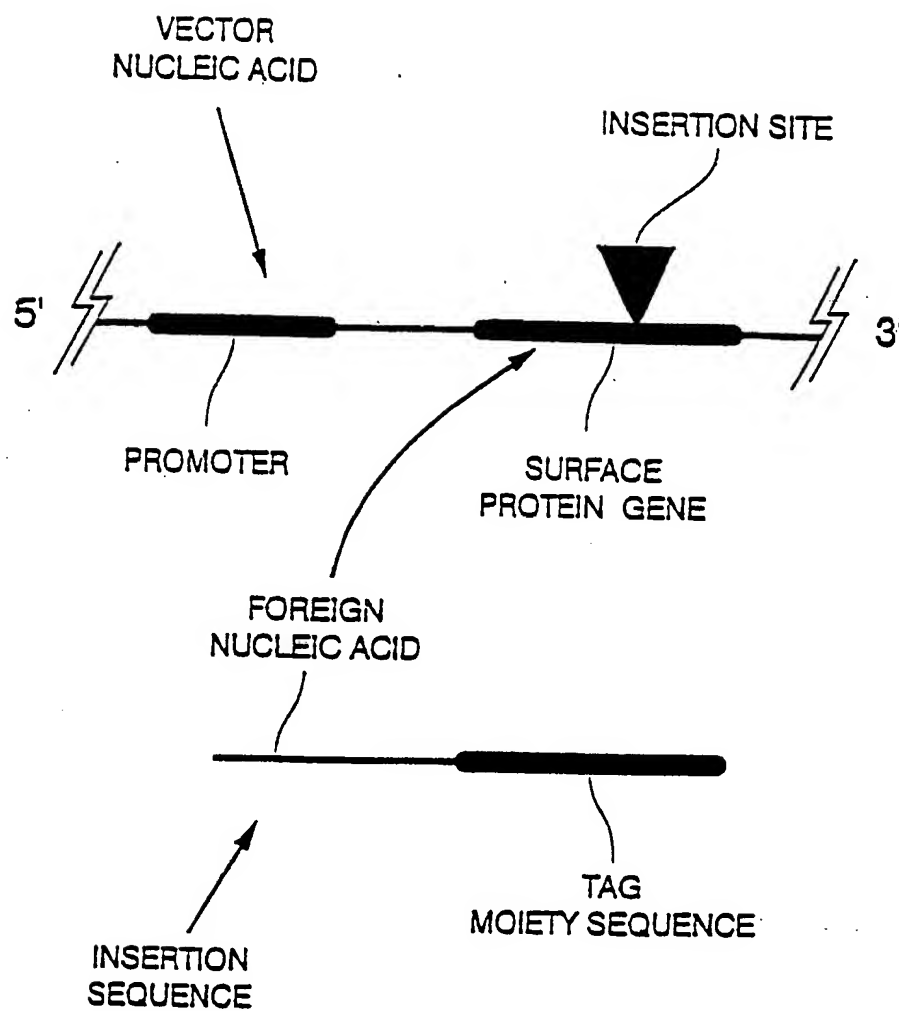 VECTOR
NUCLEIC ACID
INSERTION SITE
5'
3'
PROMOTER
SURFACE
PROTEIN GENE
FOREIGN
NUCLEIC ACID
TAG
MOIETY SEQUENCE
INSERTION
SEQUENCE